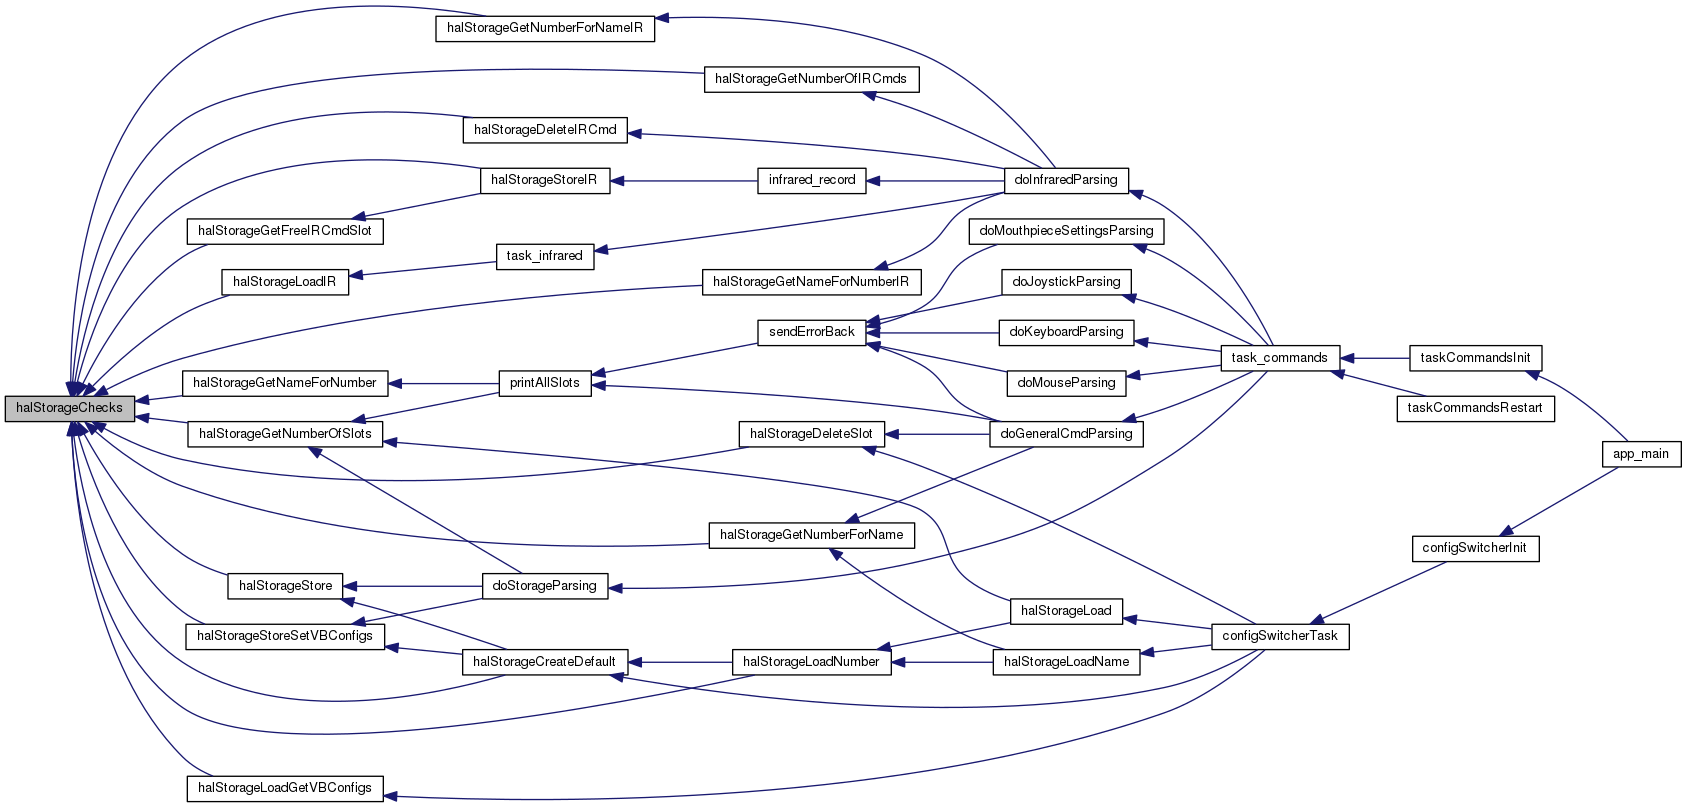 halStorageGetNumberForNameIR
halStorageGetNumberOfIRCmds
halStorageDeleteIRCmd
halStorageStoreIR
infrared_record
doInfraredParsing
halStorageGetFreeIRCmdSlot
doMouthpieceSettingsParsing
task_infrared
halStorageLoadIR
halStorageGetNameForNumberIR
doJoystickParsing
sendErrorBack
doKeyboardParsing
task_commands
taskCommandsInit
halStorageGetNameForNumber
printAllSlots
doMouseParsing
halStorageChecks
taskCommandsRestart
halStorageGetNumberOfSlots
halStorageDeleteSlot
doGeneralCmdParsing
app_main
halStorageGetNumberForName
configSwitcherInit
halStorageStore
doStorageParsing
halStorageLoad
halStorageStoreSetVBConfigs
configSwitcherTask
halStorageCreateDefault
halStorageLoadNumber
halStorageLoadName
halStorageLoadGetVBConfigs